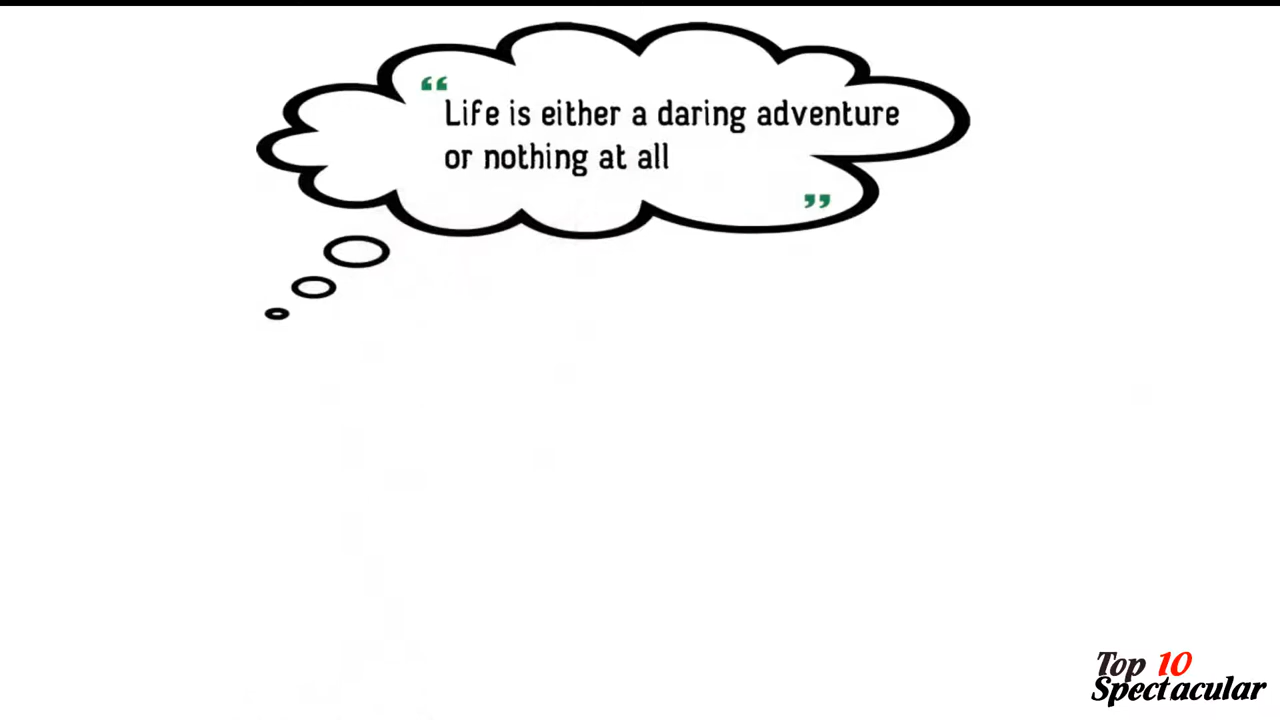 “
Life is either a daring adventure
or nothing at all
”
Top 10
Spectacular